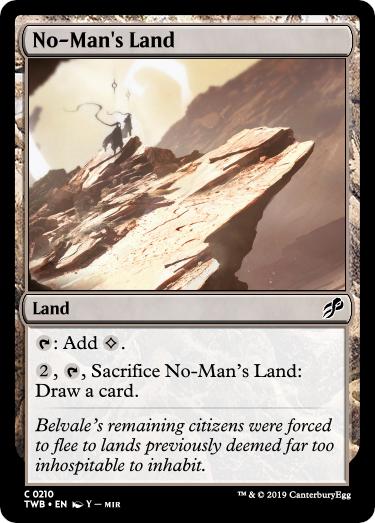 No-Man's Land
Land
: Add .
2, , Sacrifice No-Man's Land:
Draw a card.
Belvale's remaining citizens were forced
to flee to lands previously deemed far too
inhospitable to inhabit.
C 0210
TWB • EN Y — MIR
™ & © 2019 CanterburyEgg